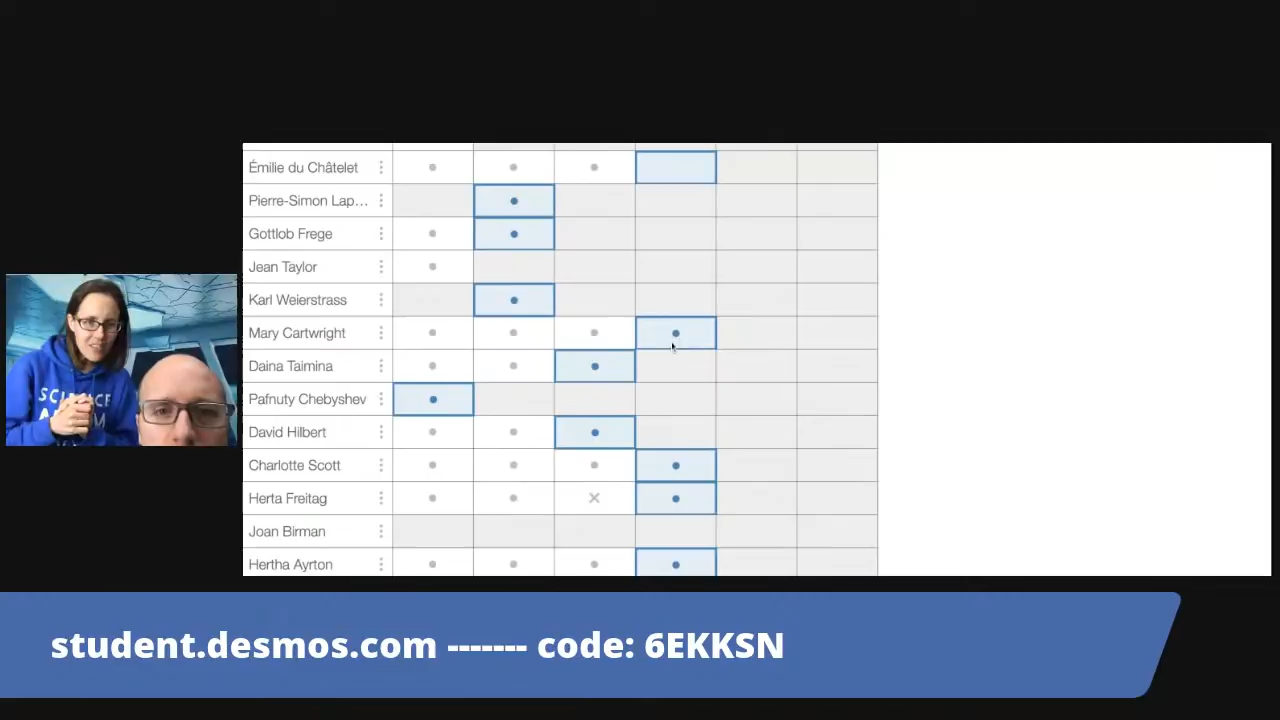 Émilie du Châtelet
Pierre-Simon Lap...
Gottlob Frege
Jean Taylor
Karl Weierstrass
Mary Cartwright
Daina Taimina
Pafnuty Chebyshev
David Hilbert
Charlotte Scott
Herta Freitag
Joan Birman
Hertha Ayrton
SCIENCE
student.desmos.com ------- code: 6EKKSN